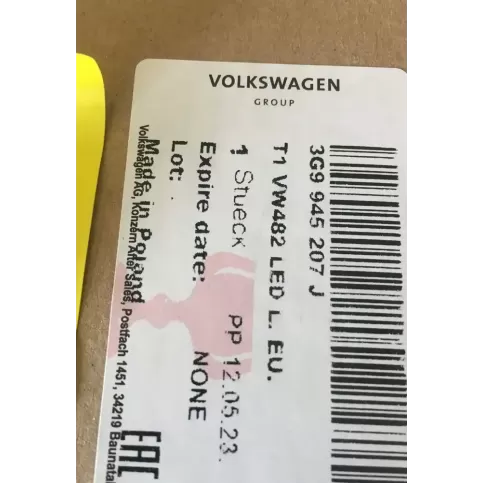 VOLKSWAGEN
GROUP
3G9 945 207 J
T1 VW482 LED L. EU.
1 Stueck PP 12.05.23.
Expire date: NONE
Lot:
Made in Poland
Volkswagen AG, Konzern After Sales, Postfach 1451, 34219 Baunatal
EAC